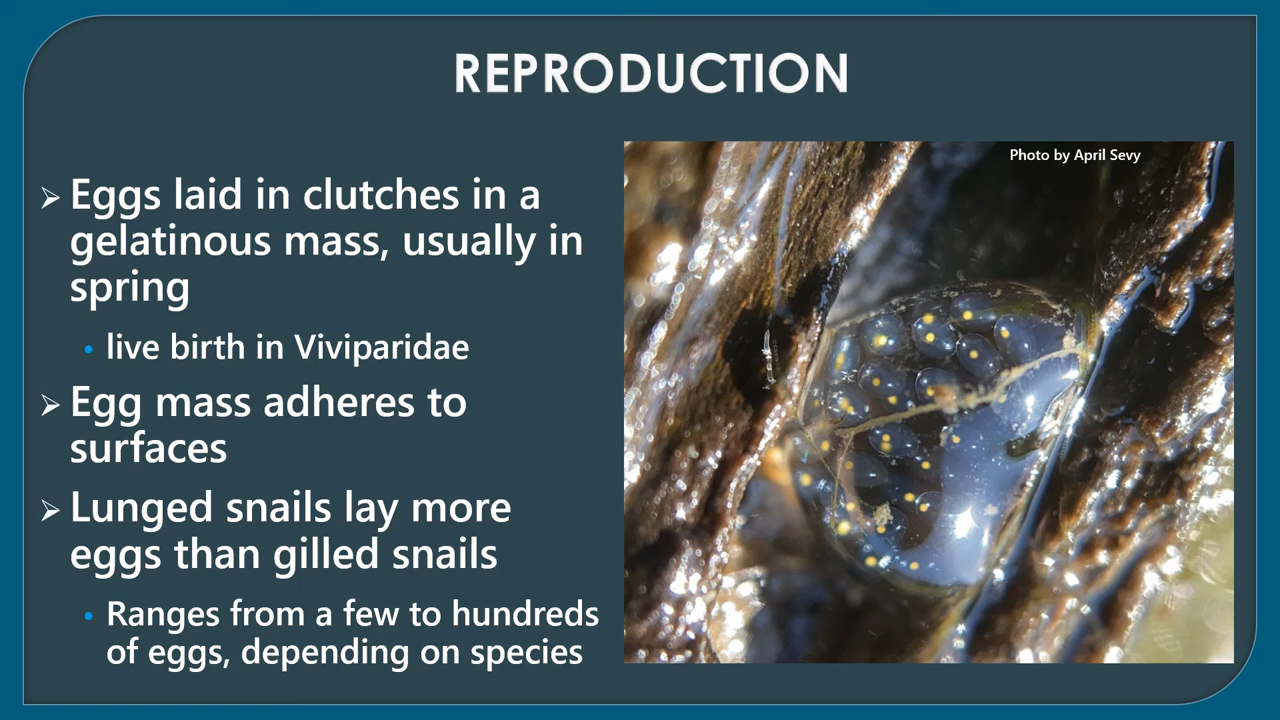 REPRODUCTION
Photo by April Sevy
➢ Eggs laid in clutches in a
gelatinous mass, usually in
spring
• live birth in Viviparidae
➢ Egg mass adheres to
surfaces
➢ Lunged snails lay more
eggs than gilled snails
• Ranges from a few to hundreds
of eggs, depending on species